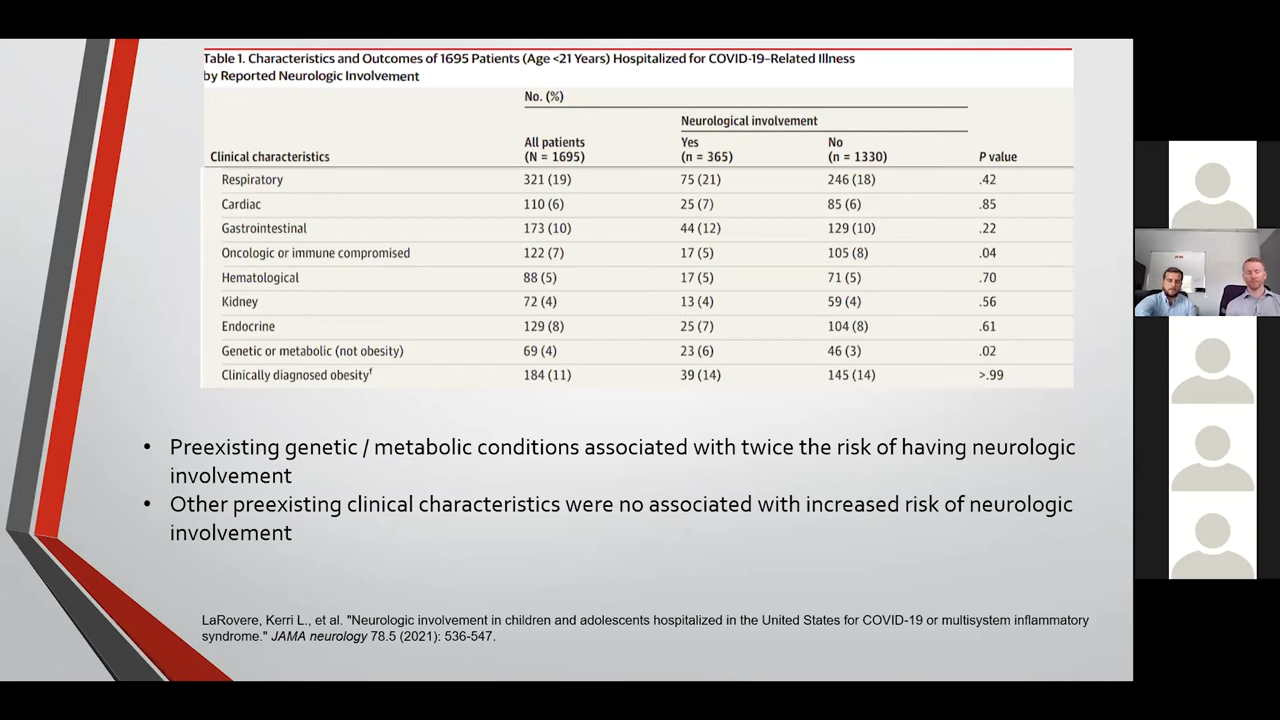 Table 1. Characteristics and Outcomes of 1695 Patients (Age <21 Years) Hospitalized for COVID-19–Related Illness
by Reported Neurologic Involvement
No. (%)
Neurological involvement
All patients Yes No
Clinical characteristics (N = 1695) (n = 365) (n = 1330) P value
Respiratory 321 (19) 75 (21) 246 (18) .42
Cardiac 110 (6) 25 (7) 85 (6) .85
Gastrointestinal 173 (10) 44 (12) 129 (10) .22
Oncologic or immune compromised 122 (7) 17 (5) 105 (8) .04
Hematological 88 (5) 17 (5) 71 (5) .70
Kidney 72 (4) 13 (4) 59 (4) .56
Endocrine 129 (8) 25 (7) 104 (8) .61
Genetic or metabolic (not obesity) 69 (4) 23 (6) 46 (3) .02
Clinically diagnosed obesityf 184 (11) 39 (14) 145 (14) >.99
• Preexisting genetic / metabolic conditions associated with twice the risk of having neurologic
involvement
• Other preexisting clinical characteristics were no associated with increased risk of neurologic
involvement
LaRovere, Kerri L., et al. "Neurologic involvement in children and adolescents hospitalized in the United States for COVID-19 or multisystem inflammatory
syndrome." JAMA neurology 78.5 (2021): 536-547.